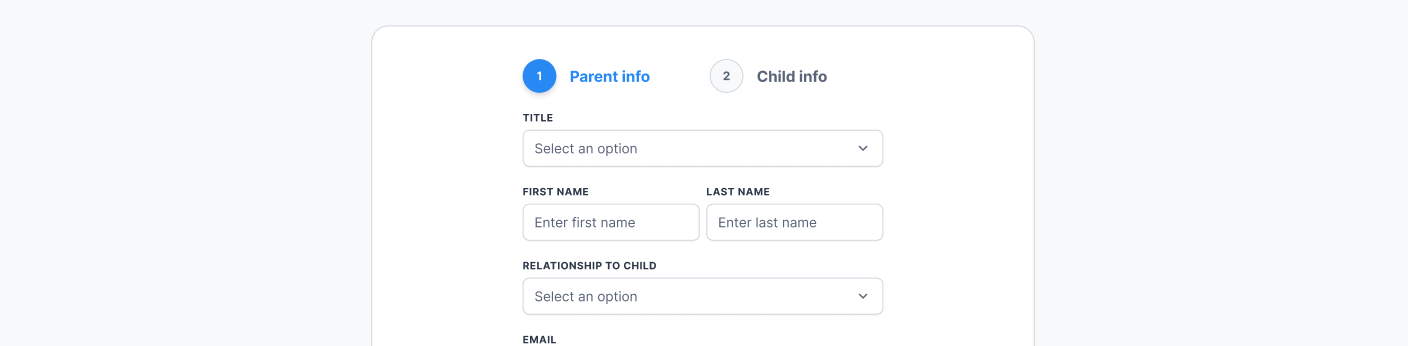 1 Parent info 2 Child info
TITLE
Select an option
FIRST NAME LAST NAME
Enter first name Enter last name
RELATIONSHIP TO CHILD
Select an option
EMAIL